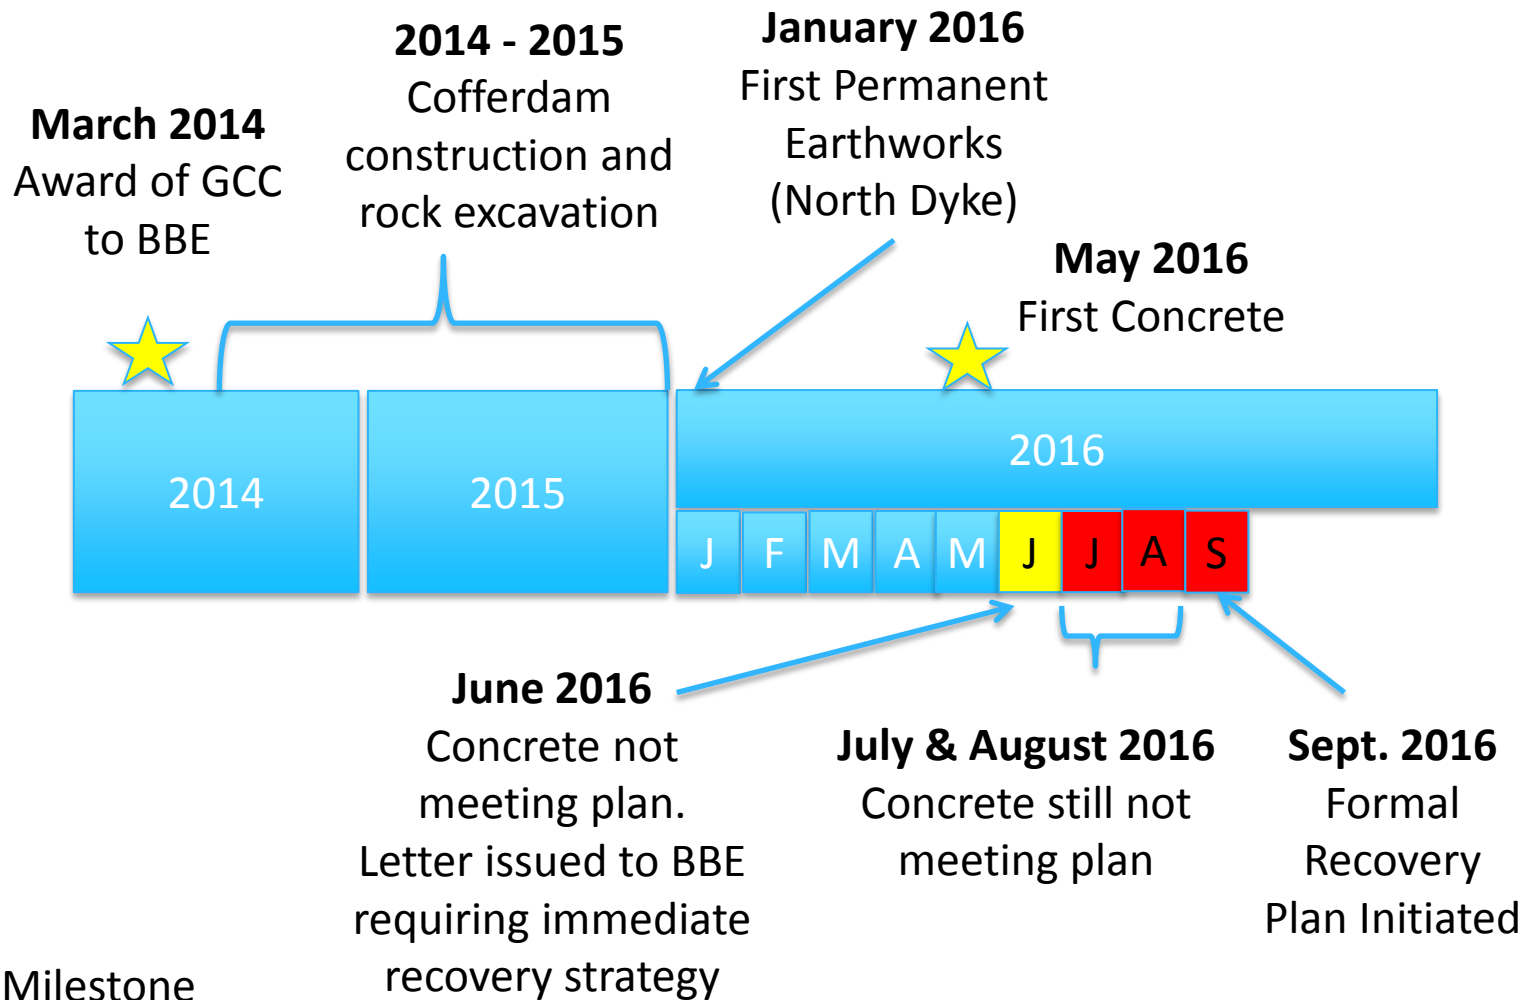 March 2014
Award of GCC
to BBE
2014 - 2015
Cofferdam
construction and
rock excavation
January 2016
First Permanent
Earthworks
(North Dyke)
May 2016
First Concrete
2014
2015
2016
J F M A M J J A S
June 2016
Concrete not
meeting plan.
Letter issued to BBE
requiring immediate
recovery strategy
July & August 2016
Concrete still not
meeting plan
Sept. 2016
Formal
Recovery
Plan Initiated
Milestone